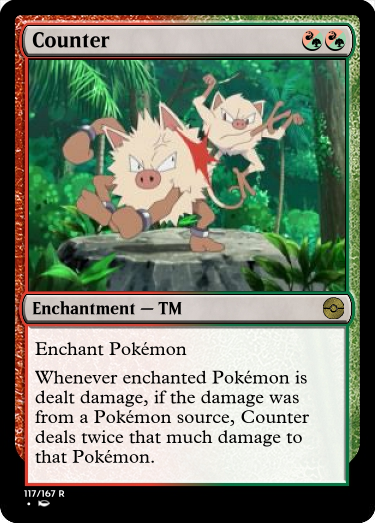 Counter
Enchantment — TM
Enchant Pokémon
Whenever enchanted Pokémon is
dealt damage, if the damage was
from a Pokémon source, Counter
deals twice that much damage to
that Pokémon.
117/167 R